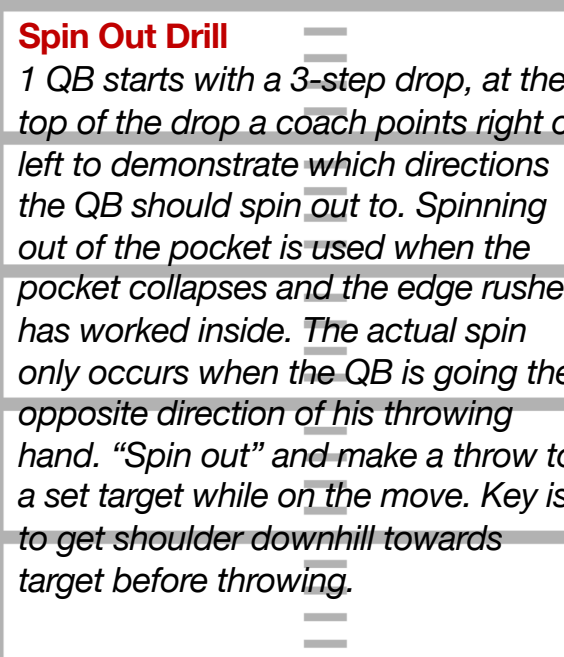 Spin Out Drill
1 QB starts with a 3-step drop, at the
top of the drop a coach points right o
left to demonstrate which directions
the QB should spin out to. Spinning
out of the pocket is used when the
pocket collapses and the edge rushe
has worked inside. The actual spin
only occurs when the QB is going the
opposite direction of his throwing
hand. “Spin out” and make a throw to
a set target while on the move. Key is
to get shoulder downhill towards
target before throwing.